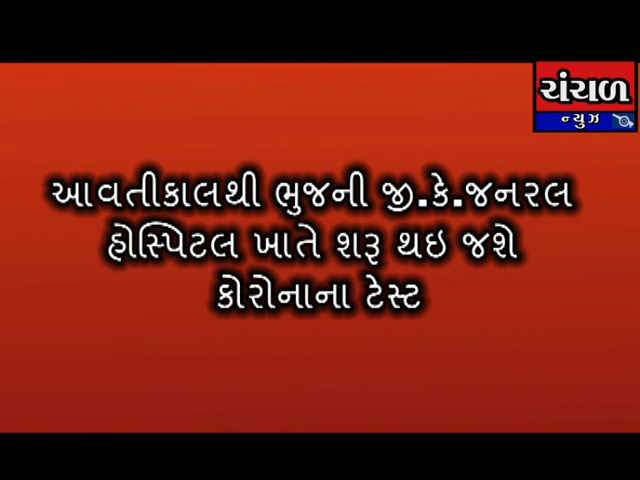 ચંચળ
ન્યુઝ
આવતીકાલથી ભુજની જી.કે.જનરલ
હોસ્પિટલ ખાતે શરૂ થઇ જશે
કોરોનાના ટેસ્ટ